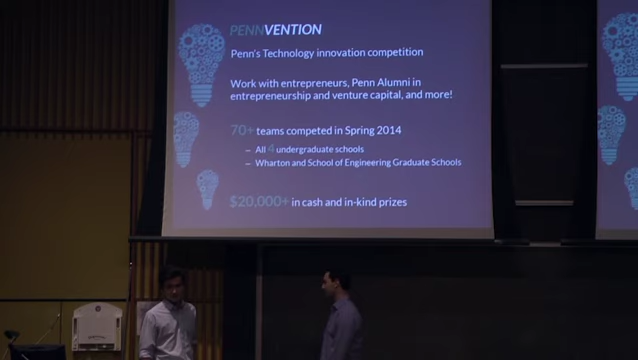 PENNVENTION
Penn's Technology innovation competition
Work with entrepreneurs, Penn Alumni in
entrepreneurship and venture capital, and more!
70+ teams competed in Spring 2014
– All 4 undergraduate schools
– Wharton and School of Engineering Graduate Schools
$20,000+ in cash and in-kind prizes